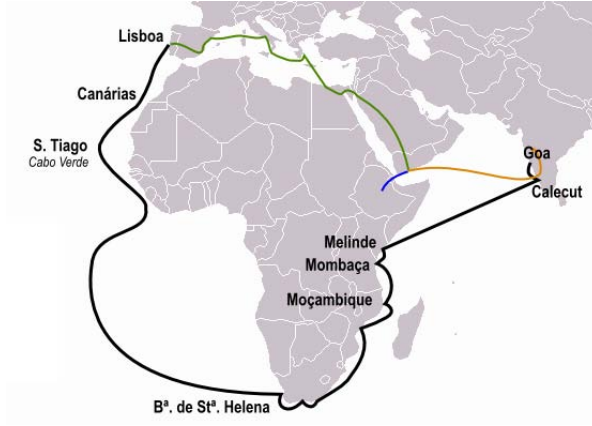 Lisboa
Canárias
S. Tiago
Cabo Verde
Goa
Calecut
Melinde
Mombaça
Moçambique
Bª. de Stª. Helena